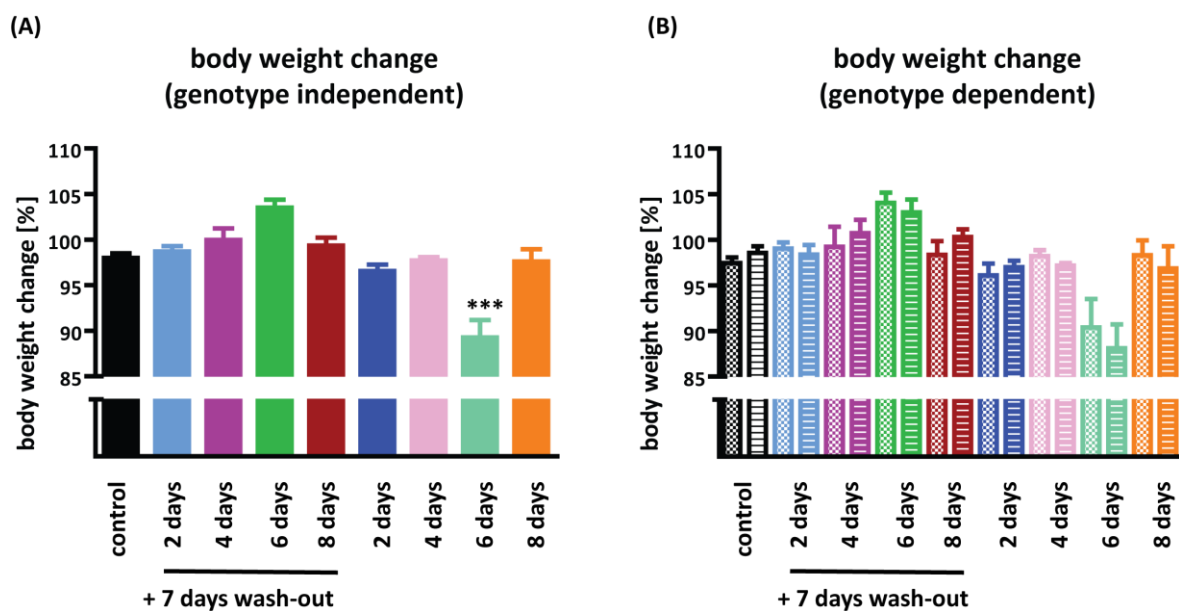 (A)
body weight change
(genotype independent)
body weight change [%]
110
105
100
95
90
85
***
control
2 days
4 days
6 days
8 days
2 days
4 days
6 days
8 days
+ 7 days wash-out
(B)
body weight change
(genotype dependent)
body weight change [%]
110
105
100
95
90
85
control
2 days
4 days
6 days
8 days
2 days
4 days
6 days
8 days
+ 7 days wash-out